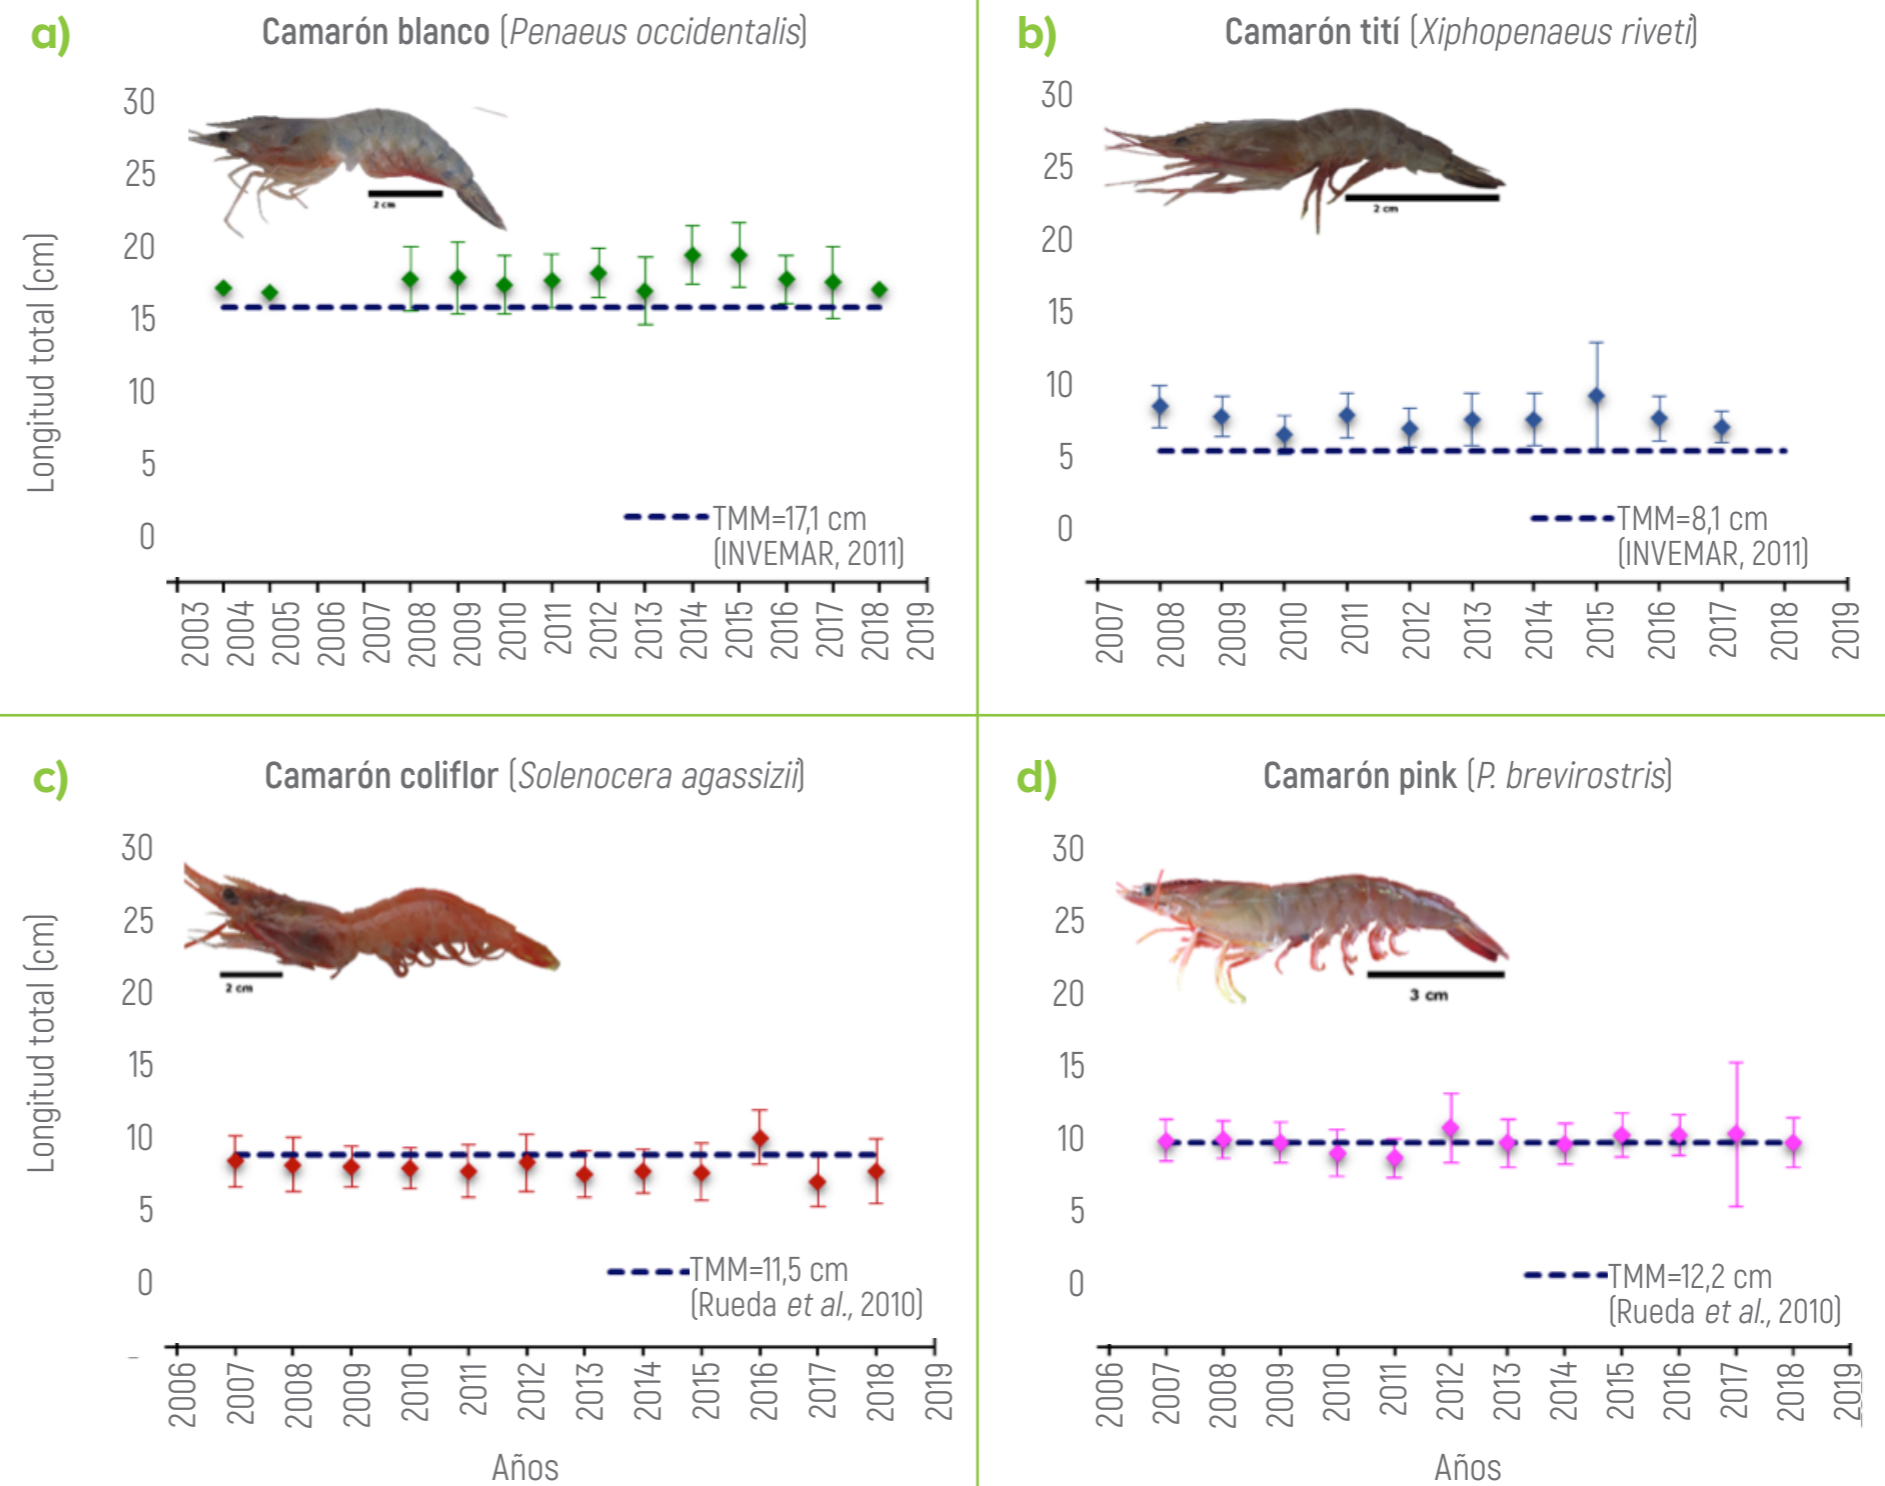 a)
Camarón blanco (Penaeus occidentalis)
Longitud total (cm)
30
25
20
15
10
5
0
2 cm
TMM=17,1 cm
(INVEMAR, 2011)
2003 2004 2005 2006 2007 2008 2009 2010 2011 2012 2013 2014 2015 2016 2017 2018 2019
b)
Camarón tití (Xiphopenaeus riveti)
30
25
20
15
10
5
0
2 cm
TMM=8,1 cm
(INVEMAR, 2011)
2007 2008 2009 2010 2011 2012 2013 2014 2015 2016 2017 2018 2019
c)
Camarón coliflor (Solenocera agassizii)
Longitud total (cm)
30
25
20
15
10
5
0
2 cm
TMM=11,5 cm
(Rueda et al., 2010)
2006 2007 2008 2009 2010 2011 2012 2013 2014 2015 2016 2017 2018 2019
Años
d)
Camarón pink (P. brevirostris)
30
25
20
15
10
5
0
3 cm
TMM=12,2 cm
(Rueda et al., 2010)
2006 2007 2008 2009 2010 2011 2012 2013 2014 2015 2016 2017 2018 2019
Años